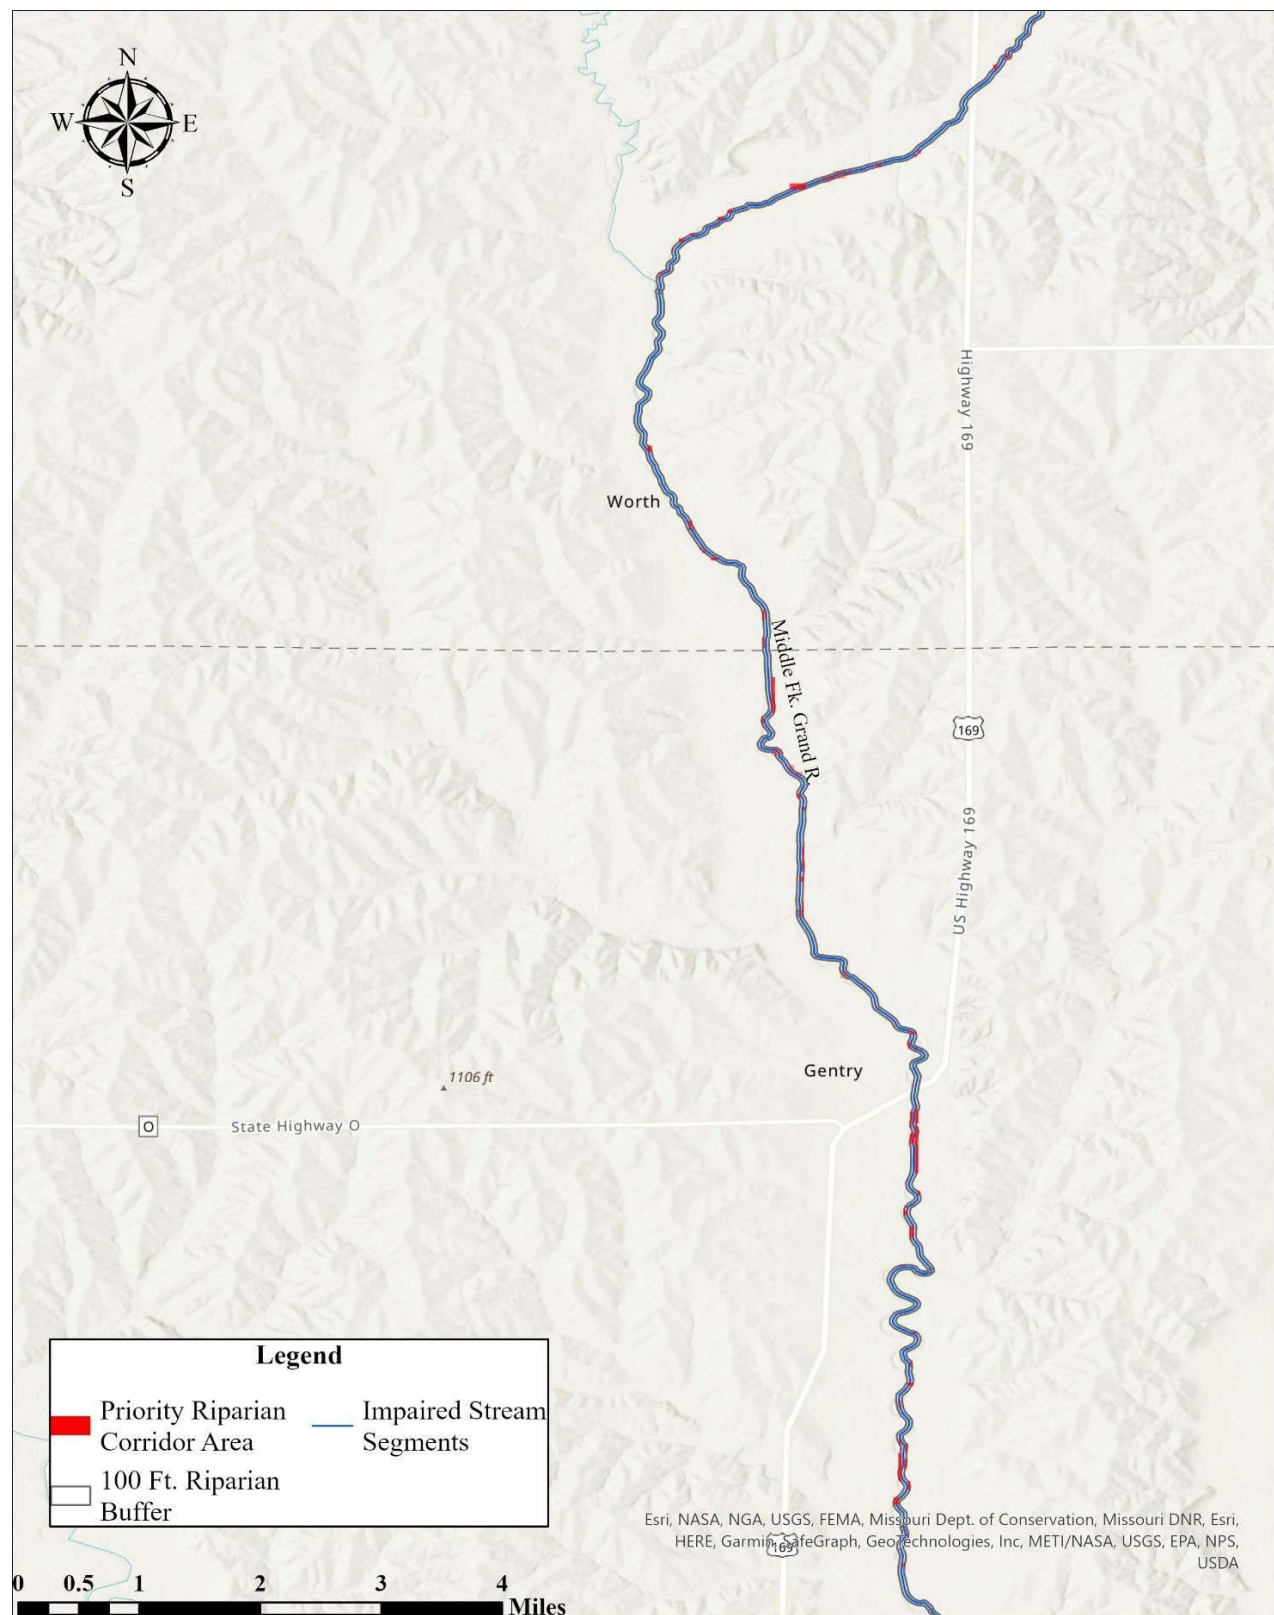 N
W E
S
Highway 169
Worth
Middle Fk. Grand R.
169
US Highway 169
Gentry
1106 ft
O
State Highway O
Legend
Priority Riparian
Corridor Area
Impaired Stream
Segments
100 Ft. Riparian
Buffer
Esri, NASA, NGA, USGS, FEMA, Missouri Dept. of Conservation, Missouri DNR, Esri,
HERE, Garmin, SafeGraph, GeoTechnologies, Inc, METI/NASA, USGS, EPA, NPS,
USDA
169
0 0.5 1 2 3 4
Miles